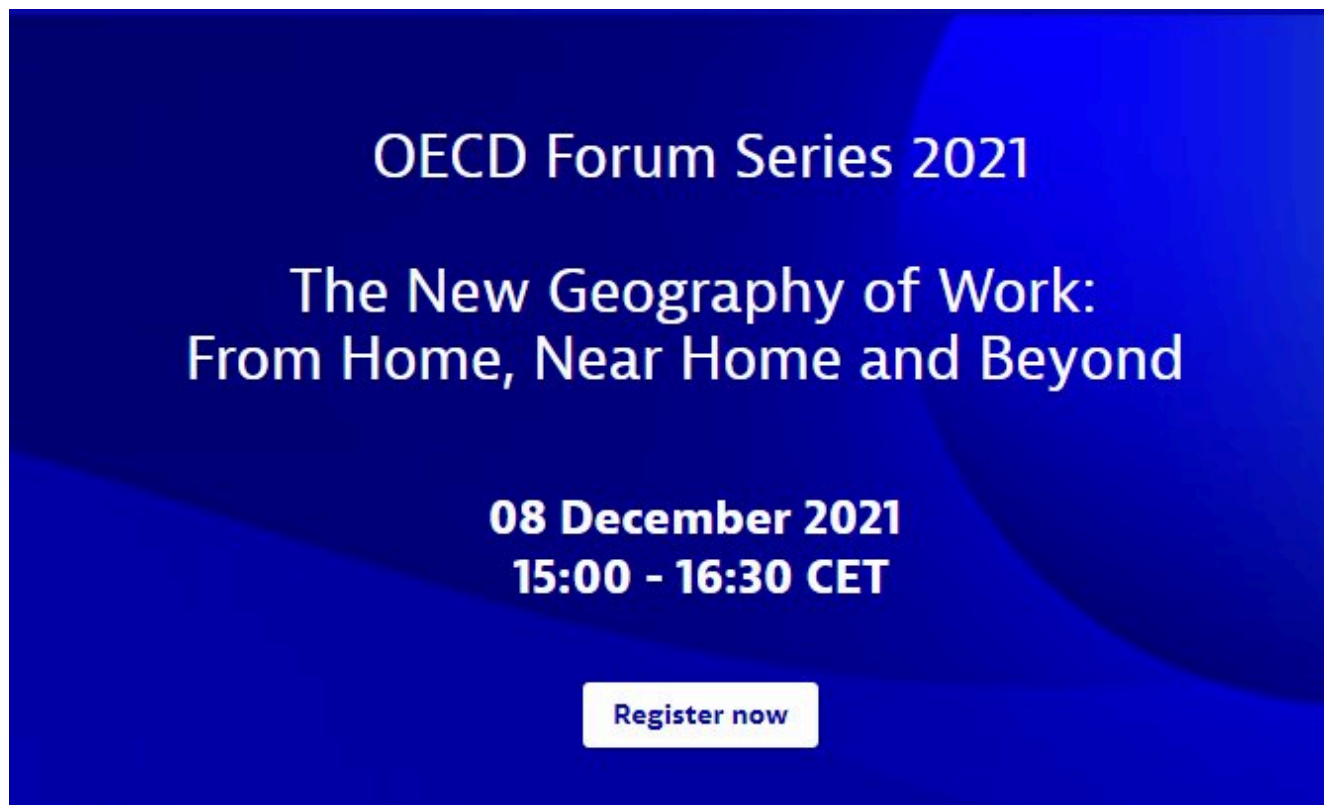 OECD Forum Series 2021
The New Geography of Work:
From Home, Near Home and Beyond
08 December 2021
15:00 - 16:30 CET
Register now